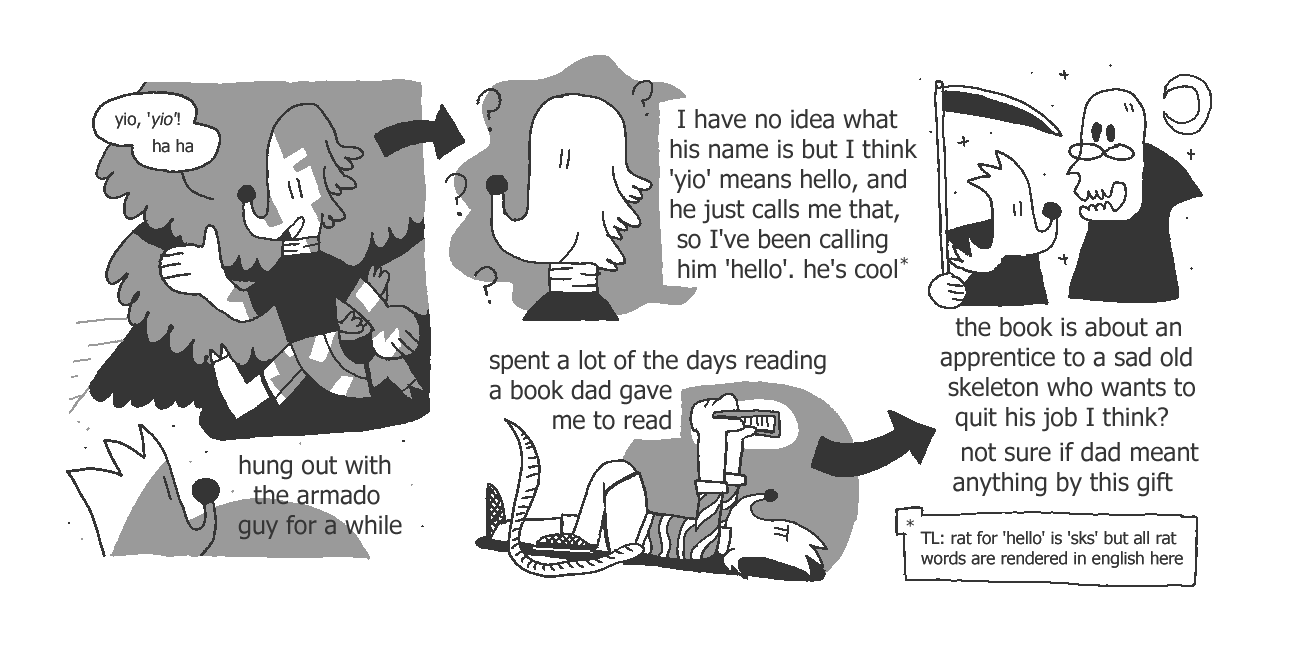 yio, 'yio'!
ha ha
hung out with
the armado
guy for a while
I have no idea what
his name is but I think
'yio' means hello, and
he just calls me that,
so I've been calling
him 'hello'. he's cool*
spent a lot of the days reading
a book dad gave
me to read
the book is about an
apprentice to a sad old
skeleton who wants to
quit his job I think?
not sure if dad meant
anything by this gift
*
TL: rat for 'hello' is 'sks' but all rat
words are rendered in english here